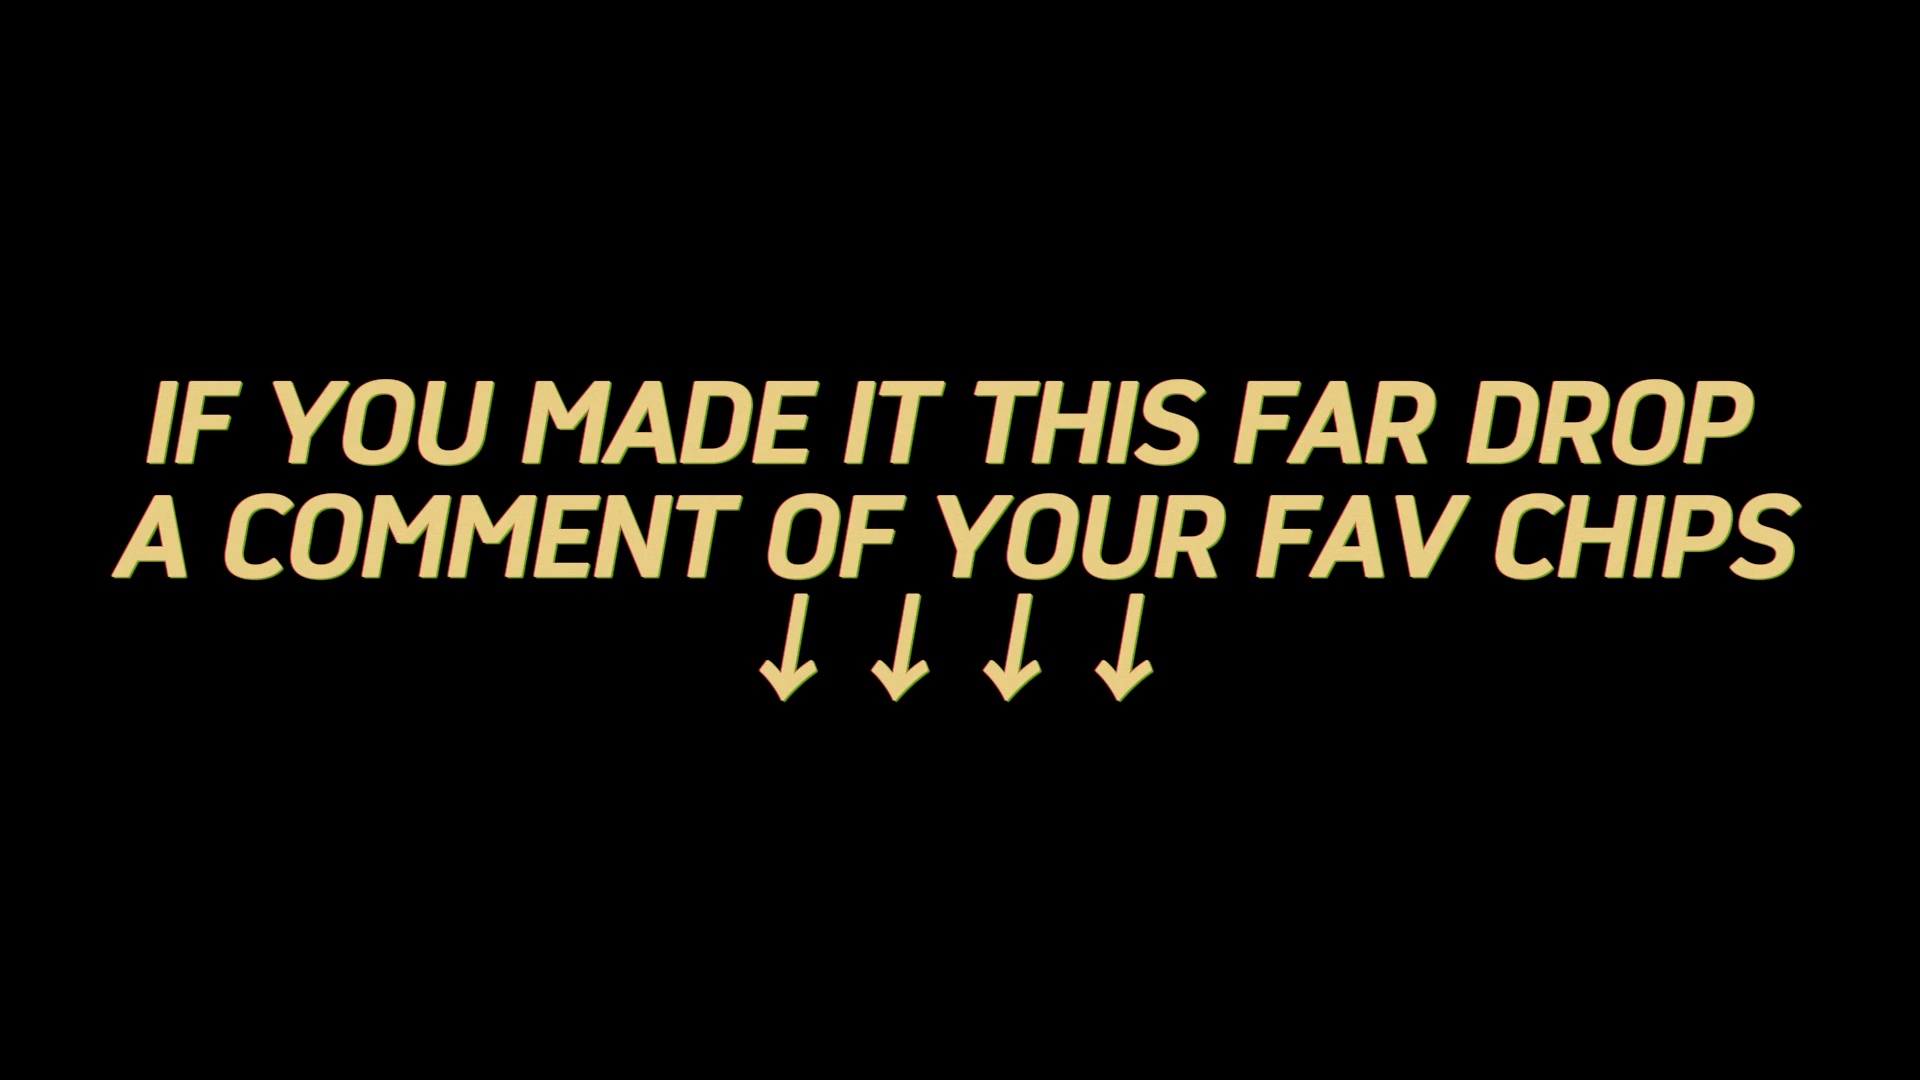 IF YOU MADE IT THIS FAR DROP
A COMMENT OF YOUR FAV CHIPS
↓ ↓ ↓ ↓